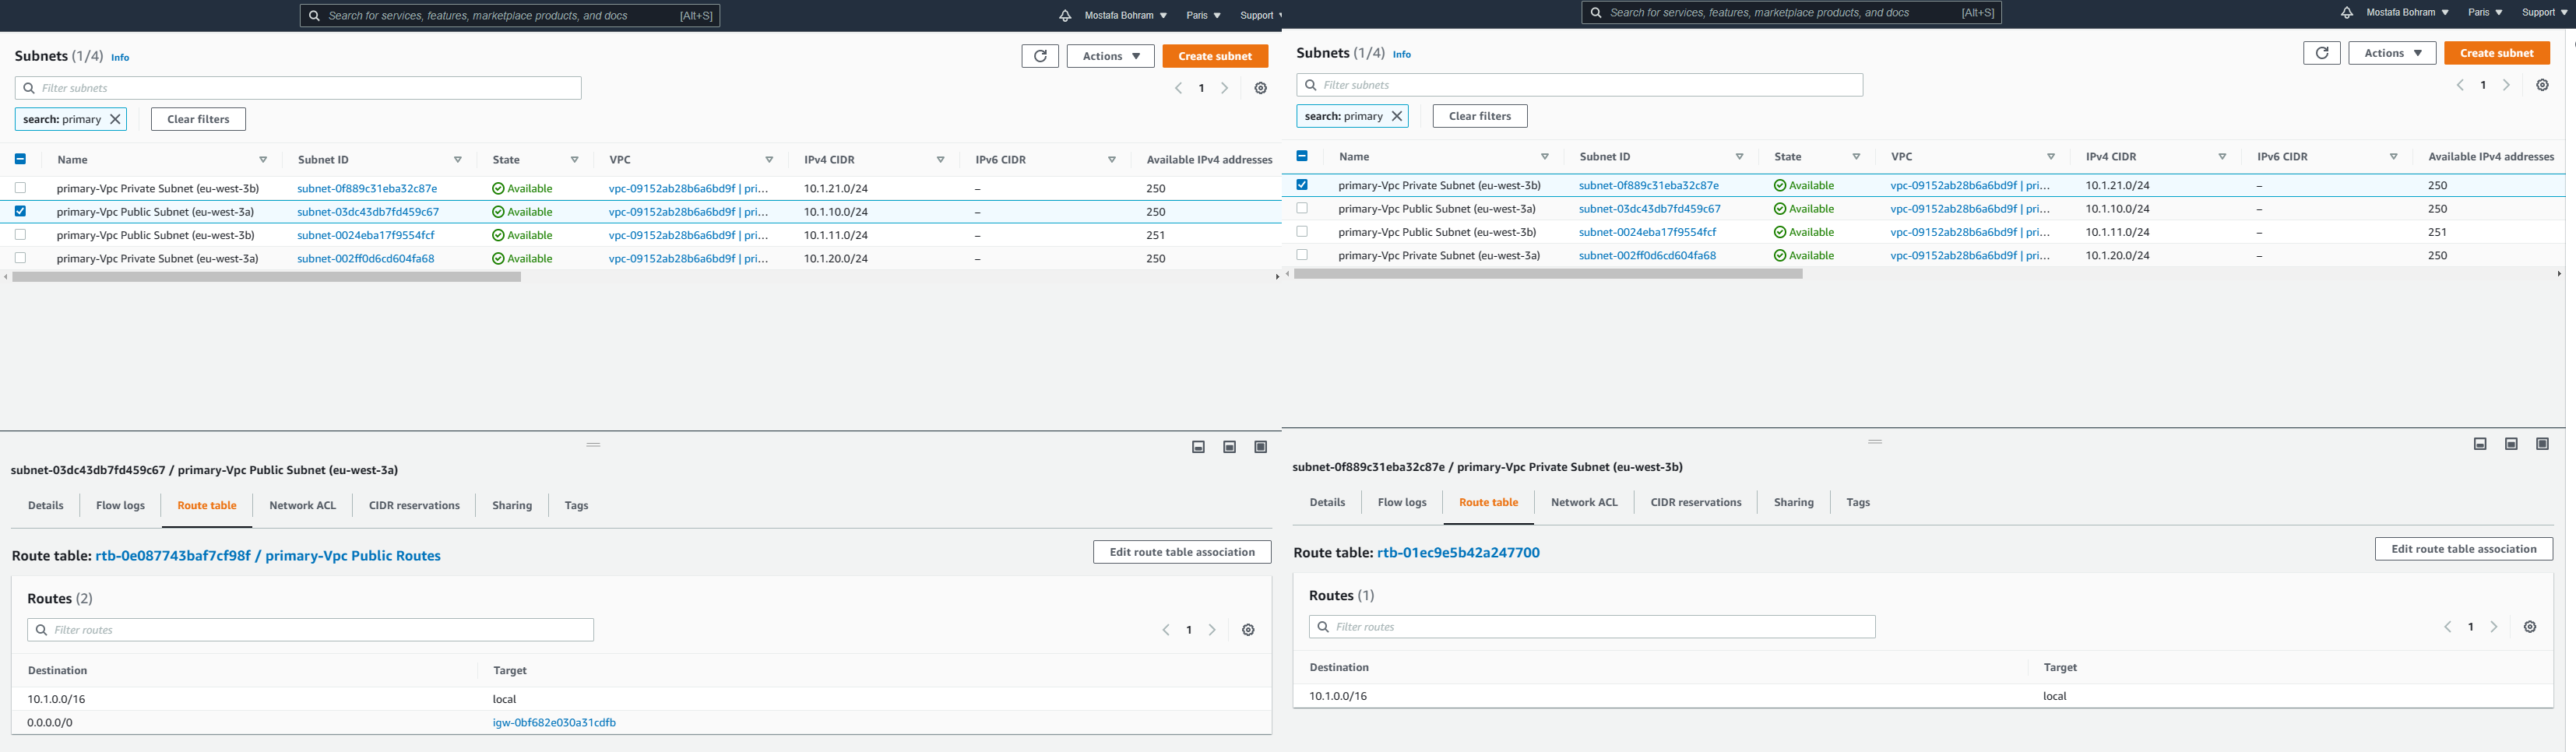 Search for services, features, marketplace products, and docs [Alt+S] Mostafa Bohram Paris Support
Subnets (1/4) Info Actions Create subnet
Filter subnets 1
search: primary Clear filters
Name Subnet ID State VPC IPv4 CIDR IPv6 CIDR Available IPv4 addresses
primary-Vpc Private Subnet (eu-west-3b) subnet-0f889c31eba32c87e Available vpc-09152ab28b6a6bd9f | pri... 10.1.21.0/24 – 250
primary-Vpc Public Subnet (eu-west-3a) subnet-03dc43db7fd459c67 Available vpc-09152ab28b6a6bd9f | pri... 10.1.10.0/24 – 250
primary-Vpc Public Subnet (eu-west-3b) subnet-0024eba17f9554fcf Available vpc-09152ab28b6a6bd9f | pri... 10.1.11.0/24 – 251
primary-Vpc Private Subnet (eu-west-3a) subnet-002ff0d6cd604fa68 Available vpc-09152ab28b6a6bd9f | pri... 10.1.20.0/24 – 250
subnet-03dc43db7fd459c67 / primary-Vpc Public Subnet (eu-west-3a)
Details Flow logs Route table Network ACL CIDR reservations Sharing Tags
Route table: rtb-0e087743baf7cf98f / primary-Vpc Public Routes Edit route table association
Routes (2)
Filter routes 1
Destination Target
10.1.0.0/16 local
0.0.0.0/0 igw-0bf682e030a31cdfb
Search for services, features, marketplace products, and docs [Alt+S] Mostafa Bohram Paris Support
Subnets (1/4) Info Actions Create subnet
Filter subnets 1
search: primary Clear filters
Name Subnet ID State VPC IPv4 CIDR IPv6 CIDR Available IPv4 addresses
primary-Vpc Private Subnet (eu-west-3b) subnet-0f889c31eba32c87e Available vpc-09152ab28b6a6bd9f | pri... 10.1.21.0/24 – 250
primary-Vpc Public Subnet (eu-west-3a) subnet-03dc43db7fd459c67 Available vpc-09152ab28b6a6bd9f | pri... 10.1.10.0/24 – 250
primary-Vpc Public Subnet (eu-west-3b) subnet-0024eba17f9554fcf Available vpc-09152ab28b6a6bd9f | pri... 10.1.11.0/24 – 251
primary-Vpc Private Subnet (eu-west-3a) subnet-002ff0d6cd604fa68 Available vpc-09152ab28b6a6bd9f | pri... 10.1.20.0/24 – 250
subnet-0f889c31eba32c87e / primary-Vpc Private Subnet (eu-west-3b)
Details Flow logs Route table Network ACL CIDR reservations Sharing Tags
Route table: rtb-01ec9e5b42a247700 Edit route table association
Routes (1)
Filter routes 1
Destination Target
10.1.0.0/16 local